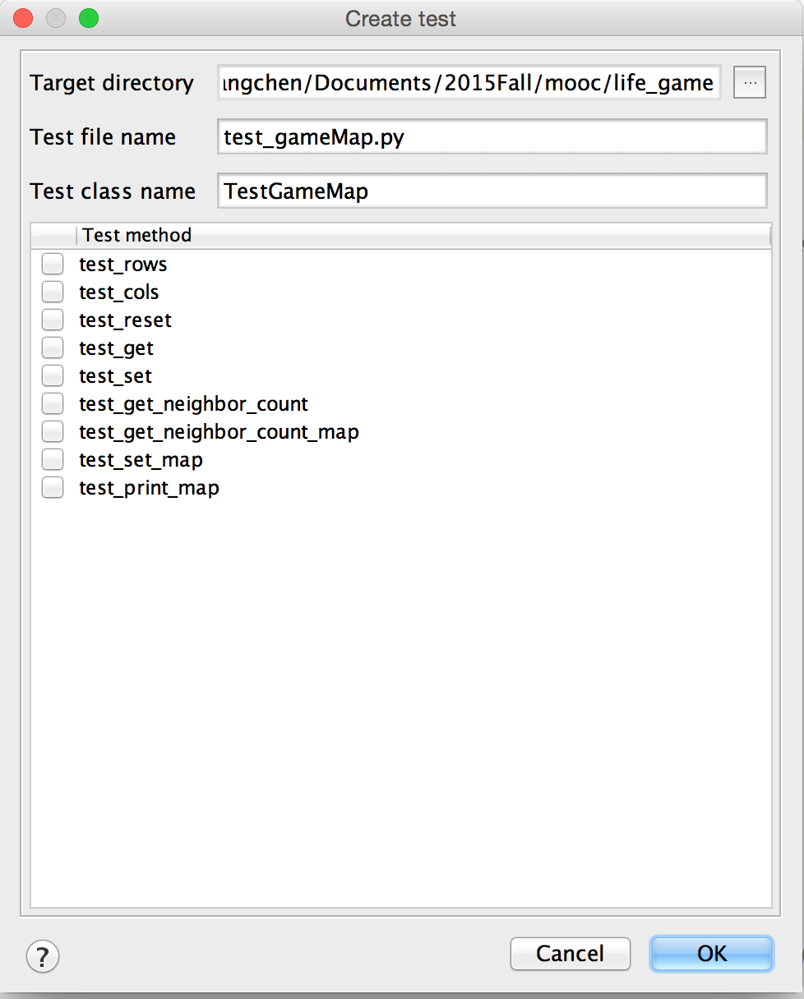 Create test
Target directory ngchen/Documents/2015Fall/mooc/life_game ...
Test file name test_gameMap.py
Test class name TestGameMap
Test method
test_rows
test_cols
test_reset
test_get
test_set
test_get_neighbor_count
test_get_neighbor_count_map
test_set_map
test_print_map
? Cancel OK